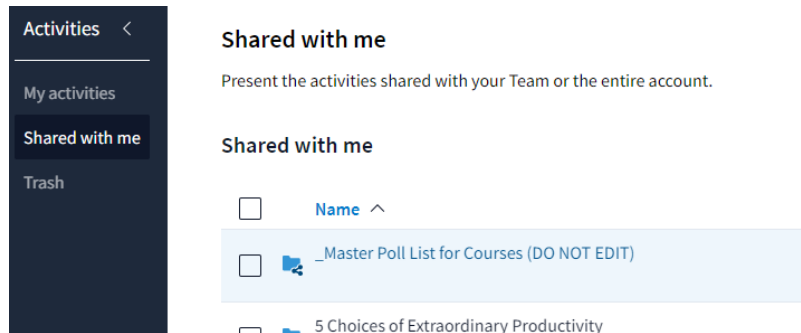 Activities
My activities
Shared with me
Trash
Shared with me
Present the activities shared with your Team or the entire account.
Shared with me
Name
_Master Poll List for Courses (DO NOT EDIT)
5 Choices of Extraordinary Productivity